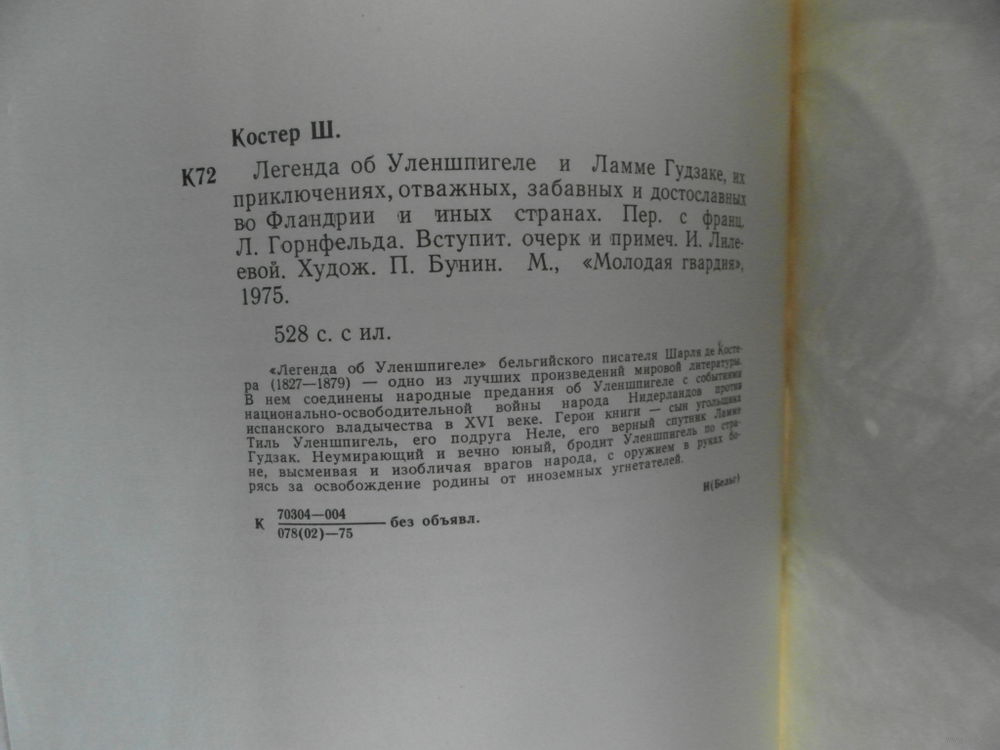 Костер Ш.
К72 Легенда об Уленшпигеле и Ламме Гудзаке, их
приключениях, отважных, забавных и достославных
во Фландрии и иных странах. Пер. с франц.
Л. Горнфельда. Вступит. очерк и примеч. И. Лиле-
евой. Худож. П. Бунин. М., «Молодая гвардия»,
1975.
528 с. с ил.
«Легенда об Уленшпигеле» бельгийского писателя Шарля де Косте-
ра (1827—1879) — одно из лучших произведений мировой литературы.
В нем соединены народные предания об Уленшпигеле с событиями
национально-освободительной войны народа Нидерландов против
испанского владычества в XVI веке. Герои книги — сын угольщика
Тиль Уленшпигель, его подруга Неле, его верный спутник Ламме
Гудзак. Неумирающий и вечно юный, бродит Уленшпигель по стра-
не, высмеивая и изобличая врагов народа, с оружием в руках бо-
рясь за освобождение родины от иноземных угнетателей.
И(Бельг)
К 70304—004
078(02)—75 — без объявл.